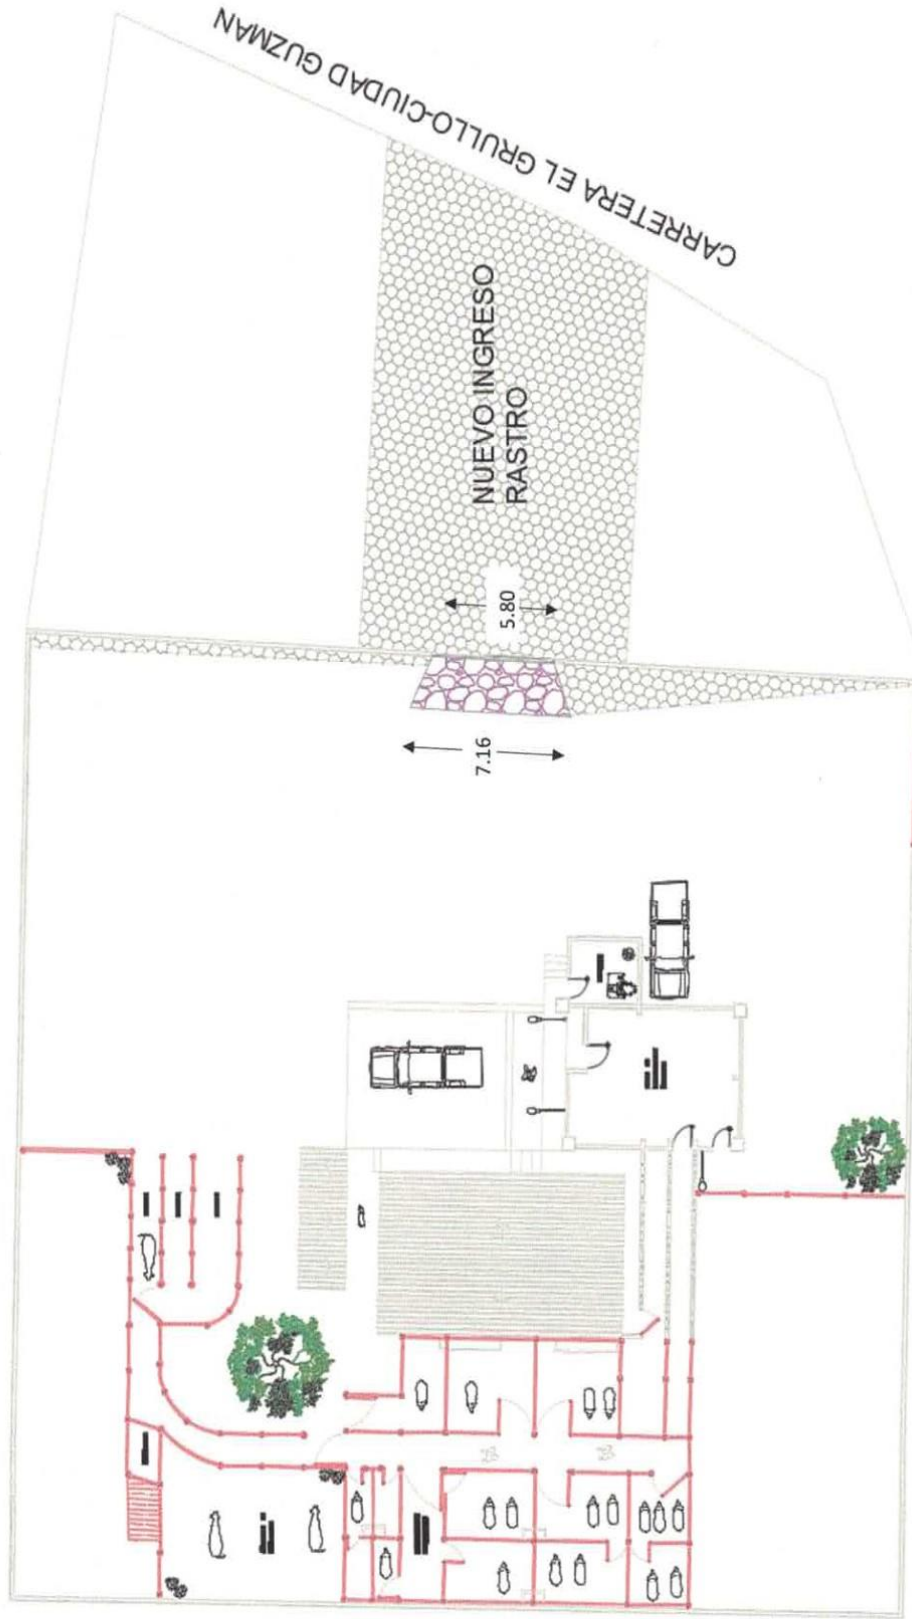 CARRETERA EL GRULLO-CIUDAD GUZMAN
NUEVO INGRESO
RASTRO
5.80
7.16